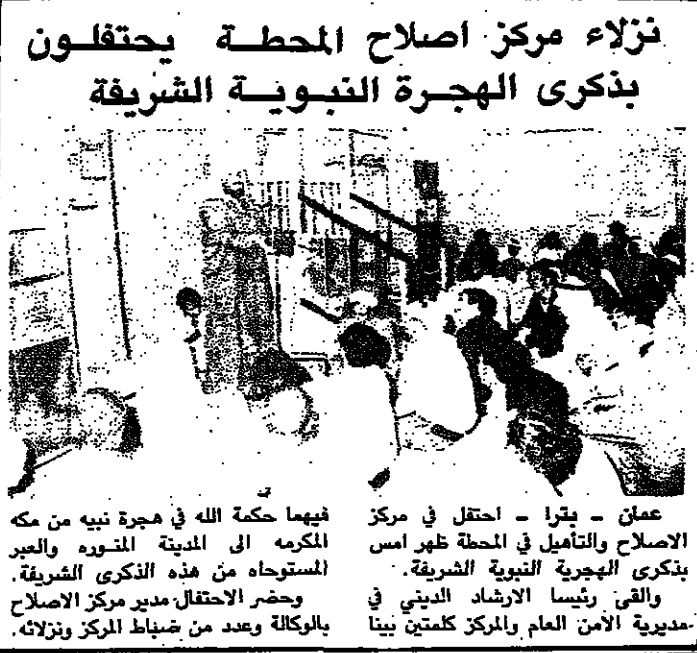 نزلاء مركز اصلاح المحطة يحتفلون
بذكرى الهجرة النبوية الشريفة
عمان - بقرا - احتفل في مركز
الاصلاح والتأهيل في المحطة ظهر امس
بذكرى الهجرية النبوية الشريفة.
والقى رئيسا الارشاد الديني في
مديرية الامن العام والمركز كلمتين بينا
فيهما حكمة الله في هجرة نبيه من مكه
المكرمه الى المدينة المنوره والعبر
المستوحاه من هذه الذكرى الشريفة.
وحضر الاحتفال مدير مركز الاصلاح
بالوكالة وعدد من ضباط المركز ونزلائه.